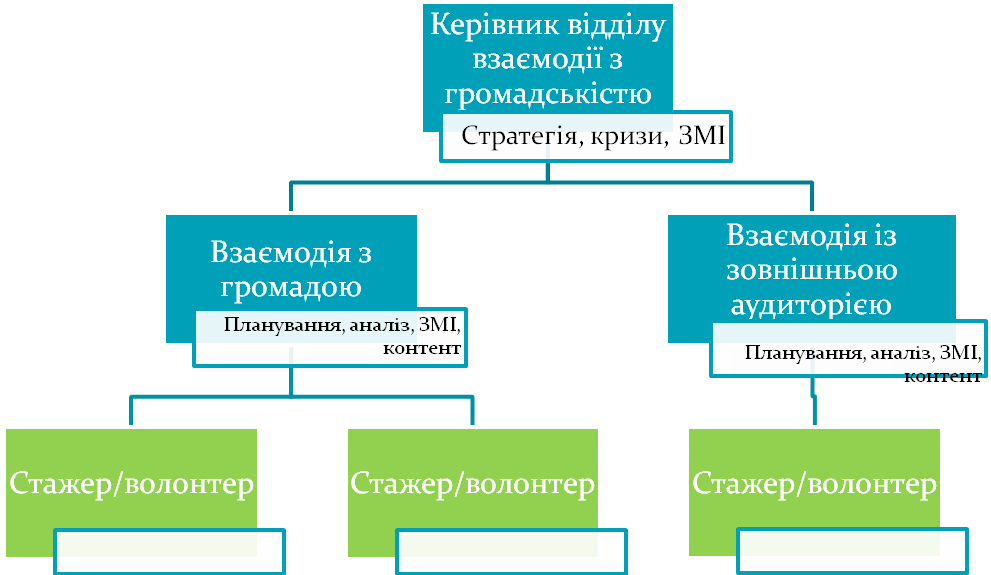 Керівник відділу
взаємодії з
громадськістю
Стратегія, кризи, ЗМІ
Взаємодія з
громадою
Планування, аналіз, ЗМІ,
контент
Взаємодія із
зовнішньою
аудиторією
Планування, аналіз, ЗМІ,
контент
Стажер/волонтер
Стажер/волонтер
Стажер/волонтер